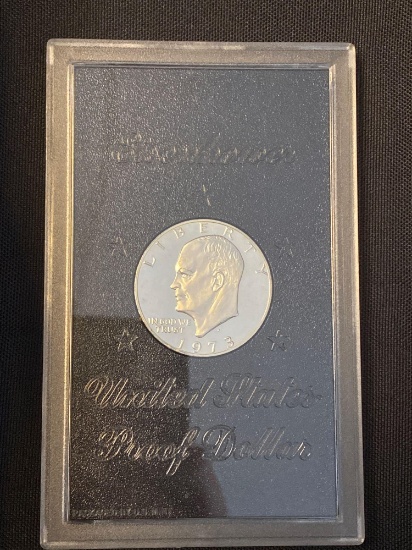 Eisenhower
LIBERTY
IN GOD WE
TRUST
1973
United States
Proof Dollar